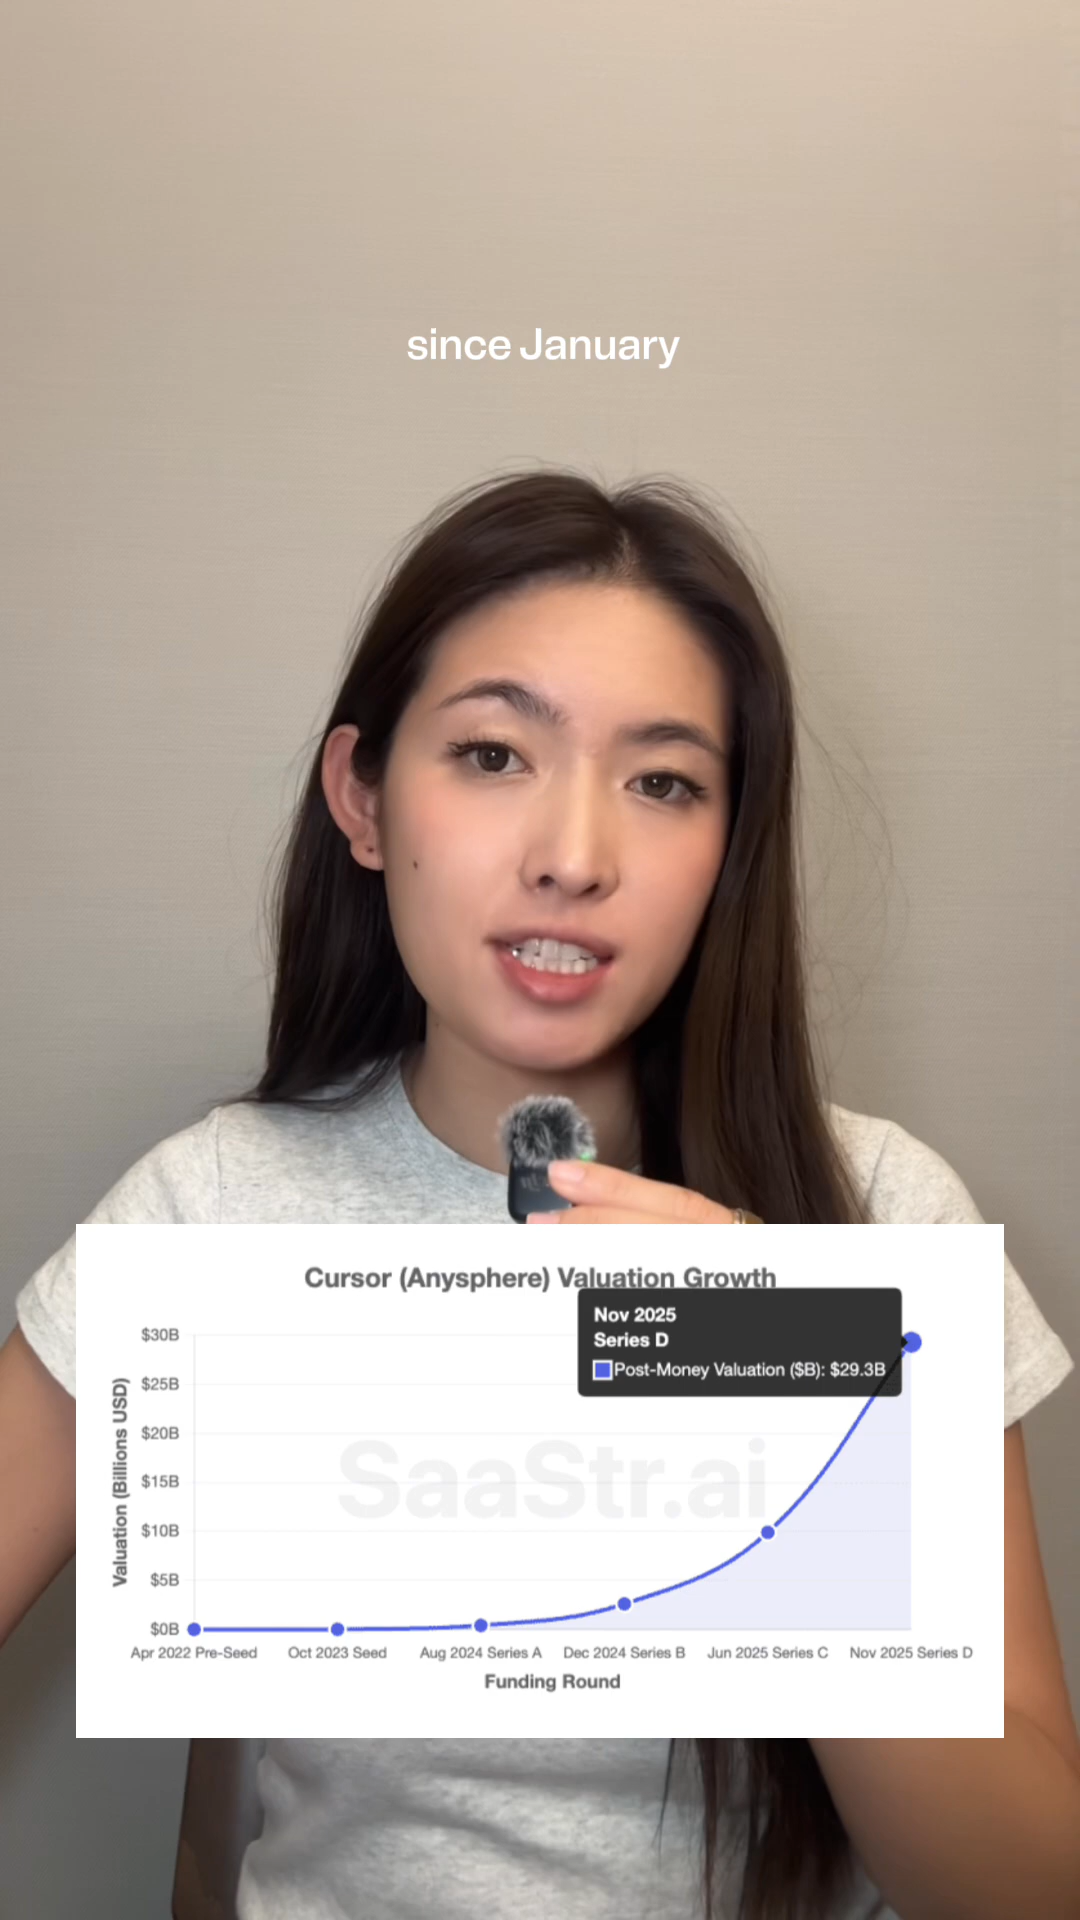 since January
Cursor (Anysphere) Valuation Growth
Nov 2025
Series D
Post-Money Valuation ($B): $29.3B
$30B
$25B
$20B
$15B
$10B
$5B
$0B
Valuation (Billions USD)
SaaStr.ai
Apr 2022 Pre-Seed Oct 2023 Seed Aug 2024 Series A Dec 2024 Series B Jun 2025 Series C Nov 2025 Series D
Funding Round